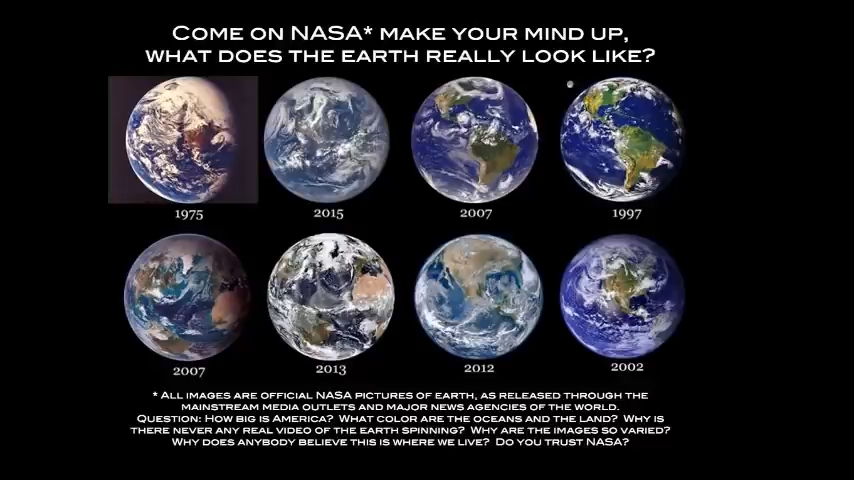 Come on NASA* make your mind up,
what does the earth really look like?
1975
2015
2007
1997
2007
2013
2012
2002
* All images are official NASA pictures of earth, as released through the
mainstream media outlets and major news agencies of the world.
Question: How big is America? What color are the oceans and the land? Why is
there never any real video of the earth spinning? Why are the images so varied?
Why does anybody believe this is where we live? Do you trust NASA?